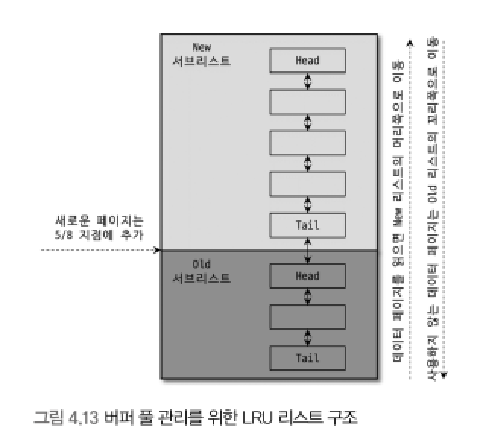 New
서브리스트
Head
Tail
새로운 페이지는
5/8 지점에 추가
Old
서브리스트
Head
Tail
데이터 페이지를 읽으면 New 리스트의 머리쪽으로 이동
사용하지 않는 데이터 페이지는 Old 리스트의 꼬리쪽으로 이동
그림 4.13 버퍼 풀 관리를 위한 LRU 리스트 구조